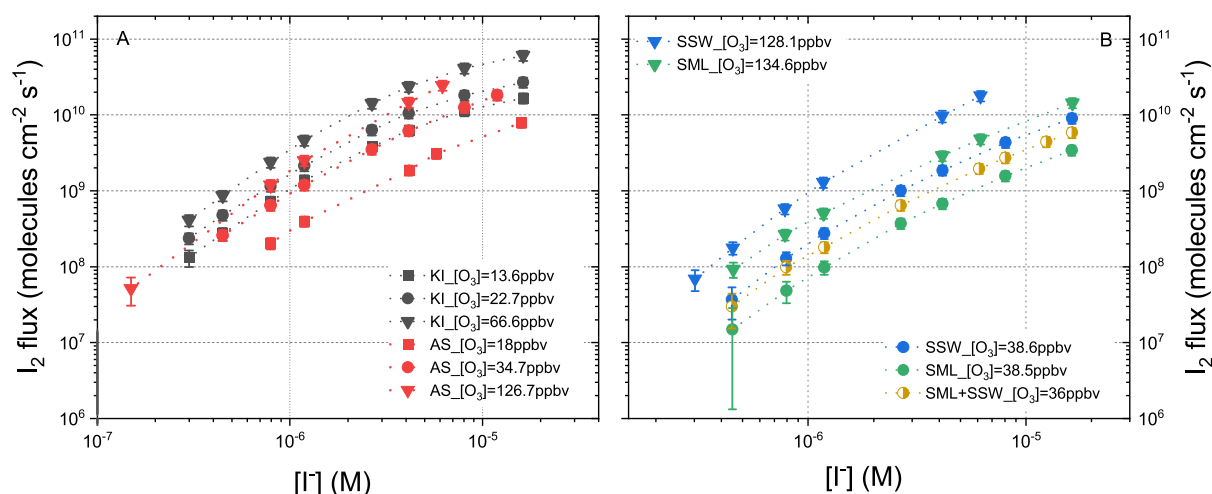 I₂ flux (molecules cm⁻² s⁻¹)
10¹¹
10¹⁰
10⁹
10⁸
10⁷
10⁶
A
KI_[O₃]=13.6ppbv
KI_[O₃]=22.7ppbv
KI_[O₃]=66.6ppbv
AS_[O₃]=18ppbv
AS_[O₃]=34.7ppbv
AS_[O₃]=126.7ppbv
10⁻⁷ 10⁻⁶ 10⁻⁵
[I⁻] (M)
SSW_[O₃]=128.1ppbv
SML_[O₃]=134.6ppbv
B
SSW_[O₃]=38.6ppbv
SML_[O₃]=38.5ppbv
SML+SSW_[O₃]=36ppbv
10⁻⁶ 10⁻⁵
[I⁻] (M)
10¹¹
10¹⁰
10⁹
10⁸
10⁷
10⁶
I₂ flux (molecules cm⁻² s⁻¹)